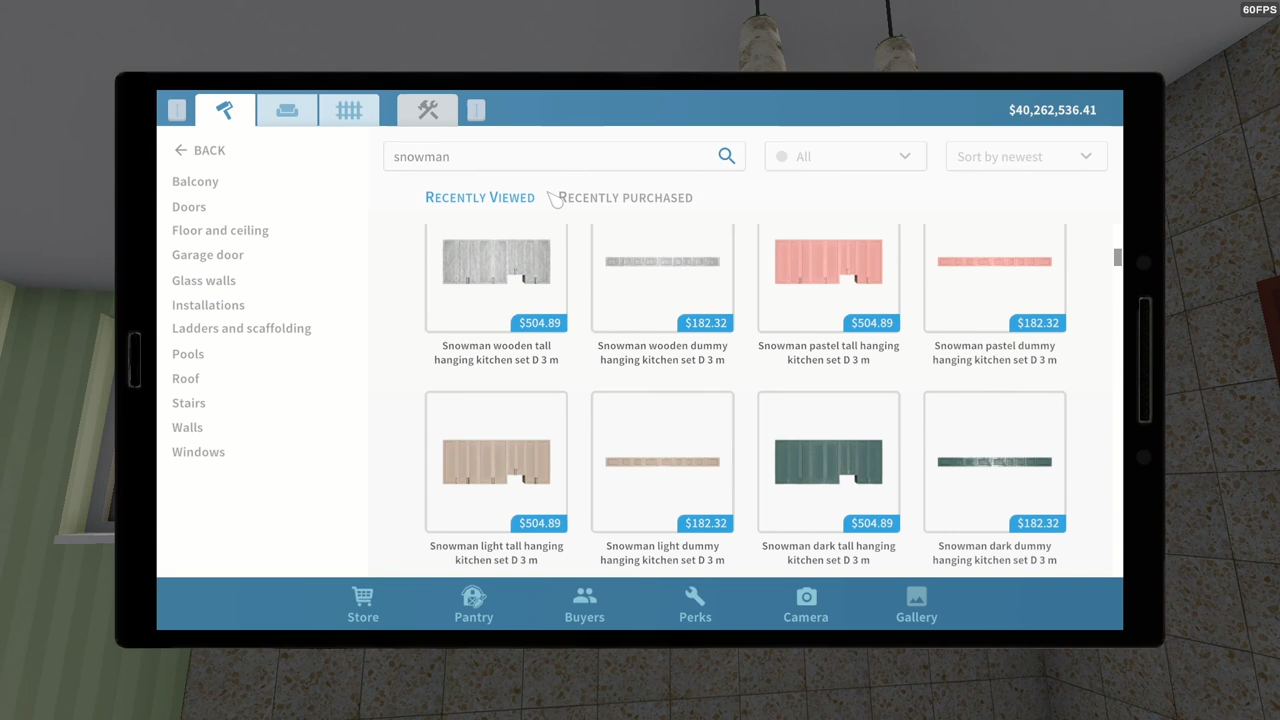 60FPS
$40,262,536.41
BACK
snowman
All
Sort by newest
Balcony
Doors
Floor and ceiling
Garage door
Glass walls
Installations
Ladders and scaffolding
Pools
Roof
Stairs
Walls
Windows
RECENTLY VIEWED
RECENTLY PURCHASED
$504.89
$182.32
$504.89
$182.32
Snowman wooden tall
hanging kitchen set D 3 m
Snowman wooden dummy
hanging kitchen set D 3 m
Snowman pastel tall hanging
kitchen set D 3 m
Snowman pastel dummy
hanging kitchen set D 3 m
$504.89
$182.32
$504.89
$182.32
Snowman light tall hanging
kitchen set D 3 m
Snowman light dummy
hanging kitchen set D 3 m
Snowman dark tall hanging
kitchen set D 3 m
Snowman dark dummy
hanging kitchen set D 3 m
Store
Pantry
Buyers
Perks
Camera
Gallery